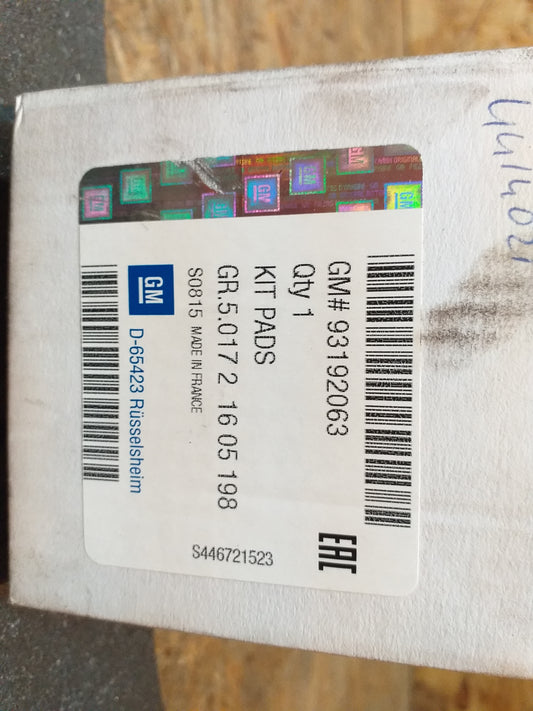 GM# 93192063
Qty 1
KIT PADS
GR.5.017 2 16 05 198
S0815 MADE IN FRANCE
GM
D-65423 Rüsselsheim
EAC
S446721523
GM